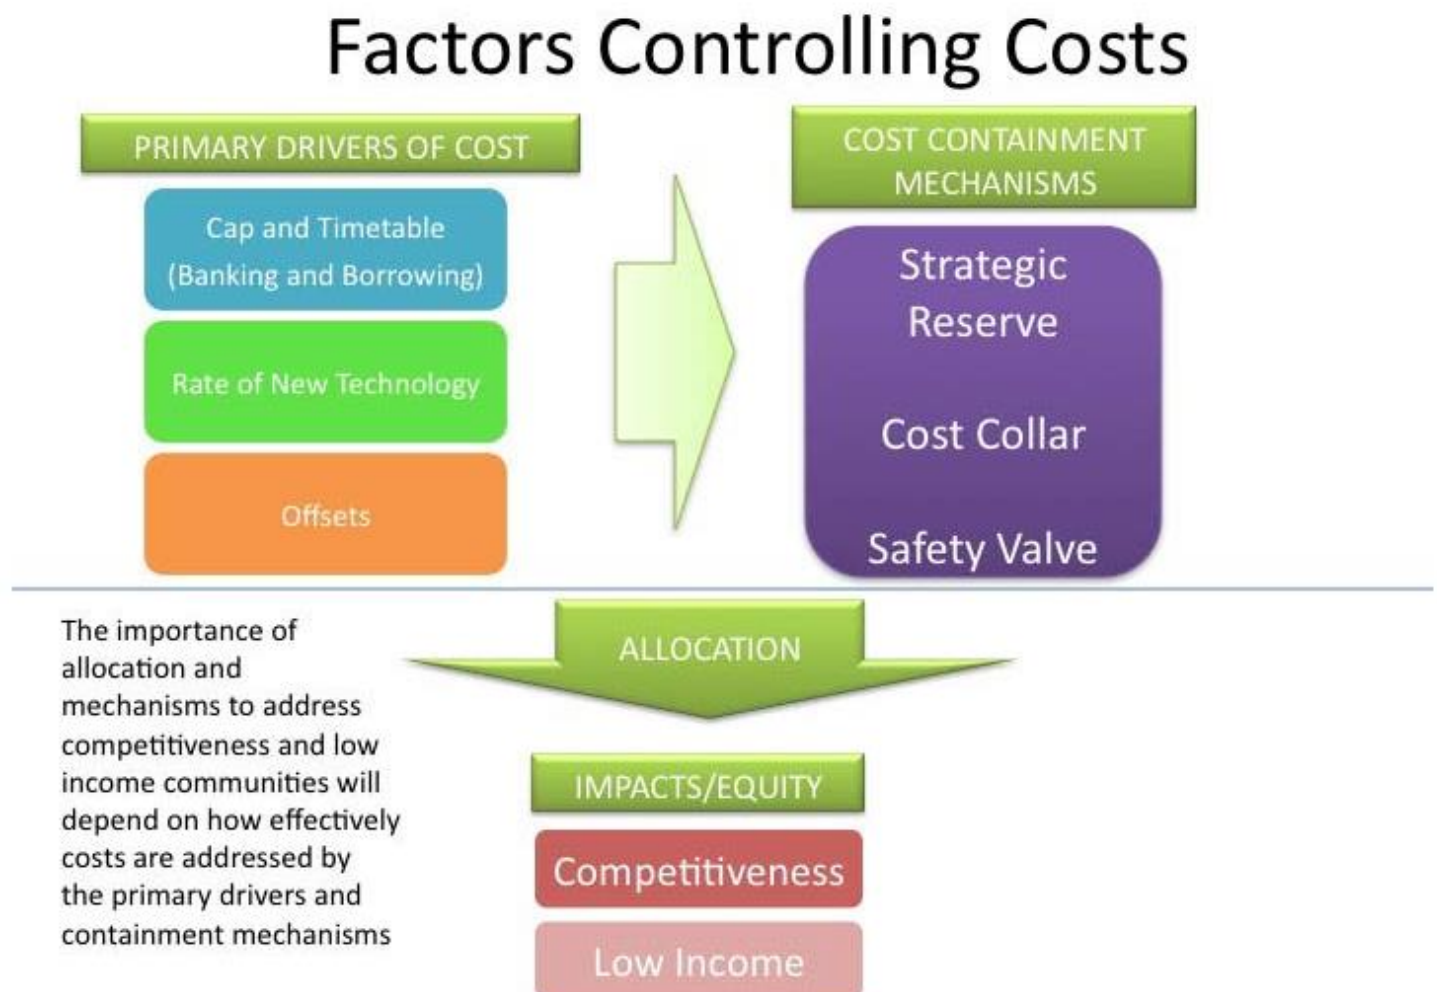 Factors Controlling Costs
PRIMARY DRIVERS OF COST
Cap and Timetable
(Banking and Borrowing)
Rate of New Technology
Offsets
COST CONTAINMENT
MECHANISMS
Strategic
Reserve
Cost Collar
Safety Valve
The importance of
allocation and
mechanisms to address
competitiveness and low
income communities will
depend on how effectively
costs are addressed by
the primary drivers and
containment mechanisms
ALLOCATION
IMPACTS/EQUITY
Competitiveness
Low Income